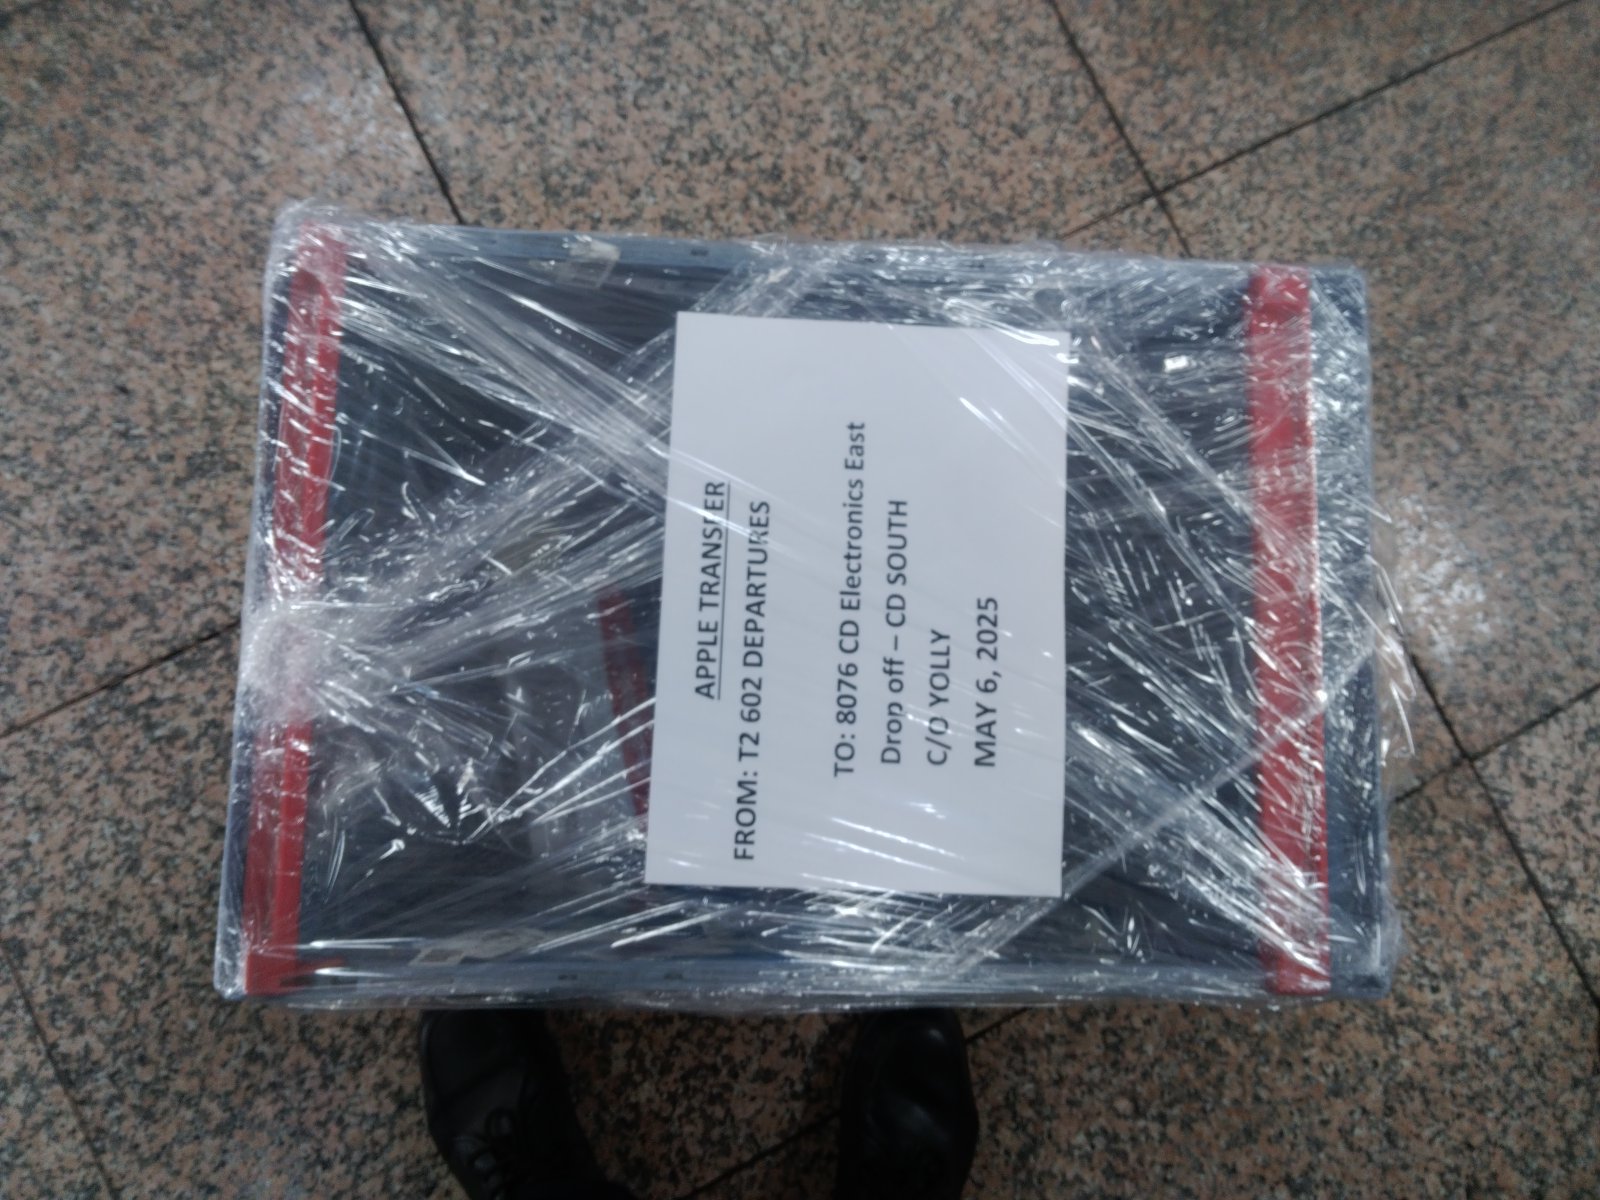 APPLE TRANSFER
FROM: T2 602 DEPARTURES
TO: 8076 CD Electronics East
Drop off – CD SOUTH
C/O YOLLY
MAY 6, 2025